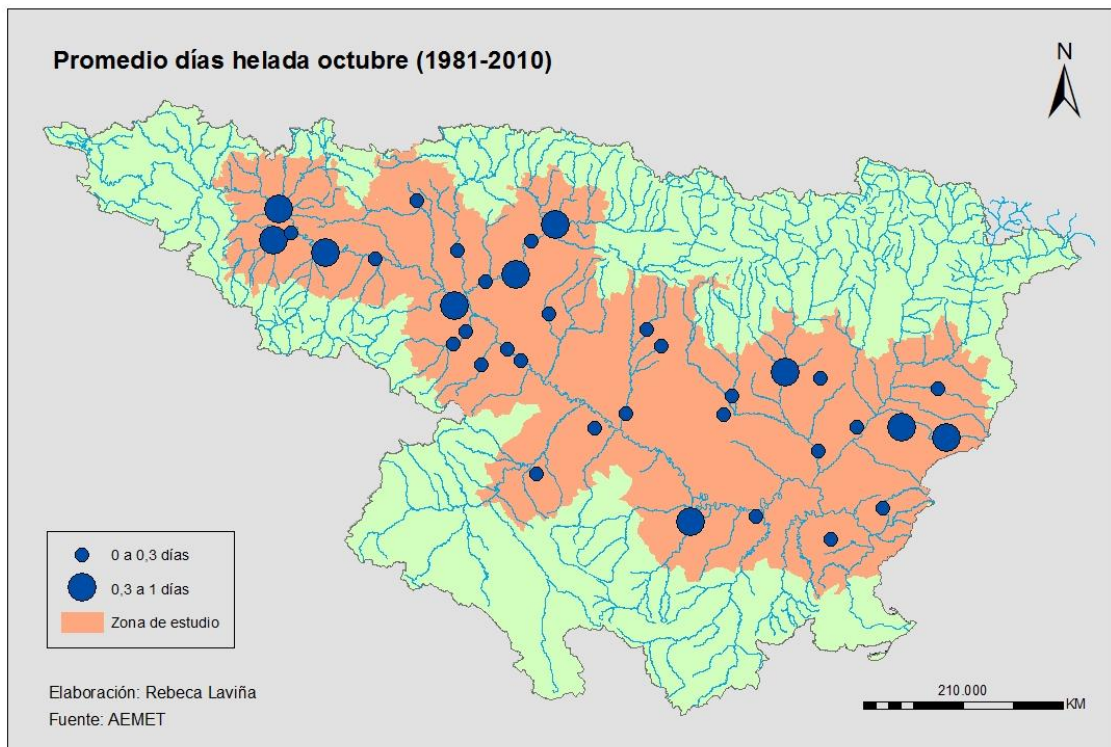 Promedio días helada octubre (1981-2010)
N
0 a 0,3 días
0,3 a 1 días
Zona de estudio
Elaboración: Rebeca Laviña
Fuente: AEMET
210.000
KM